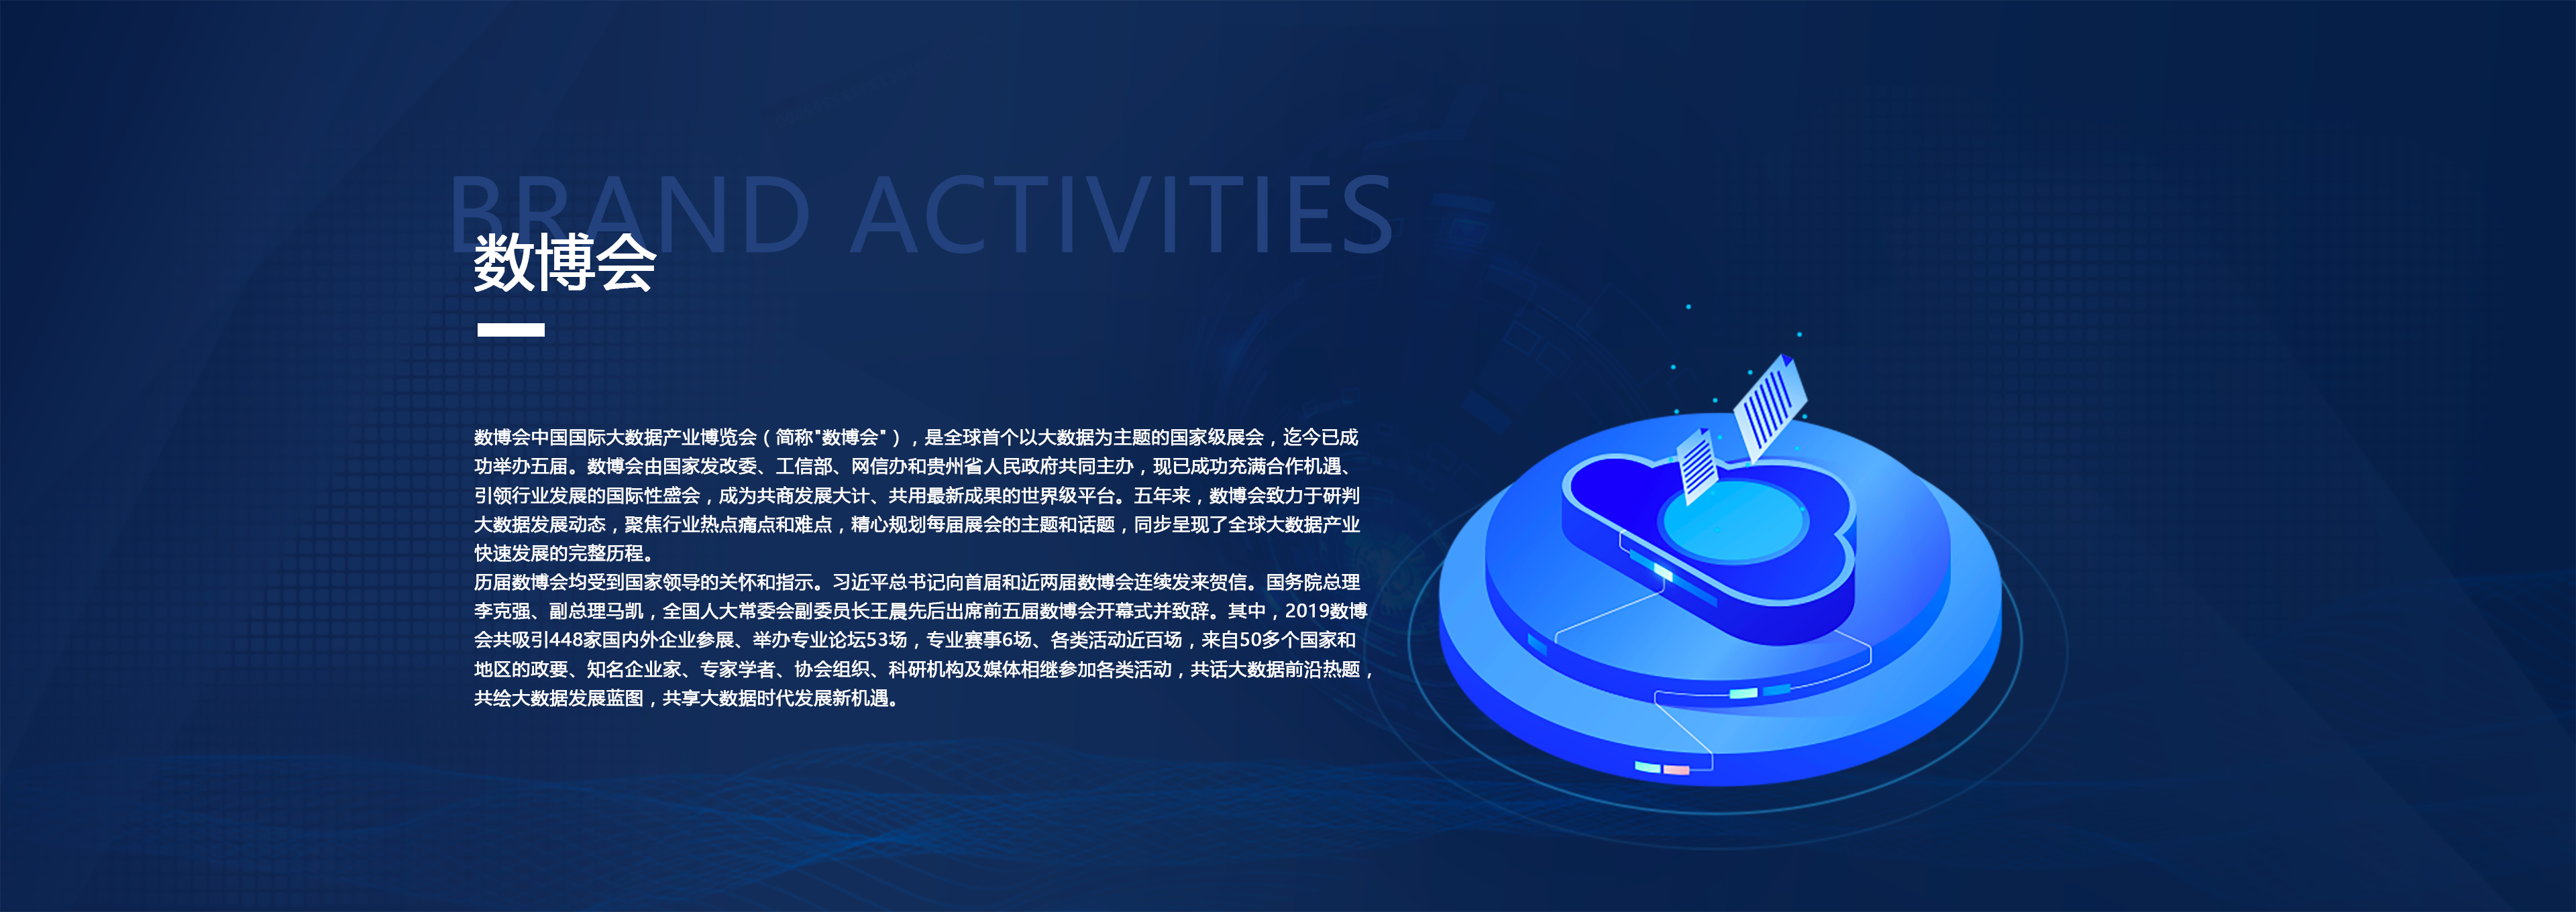 BRAND ACTIVITIES
数博会
数博会中国国际大数据产业博览会（简称"数博会"），是全球首个以大数据为主题的国家级展会，迄今已成
功举办五届。数博会由国家发改委、工信部、网信办和贵州省人民政府共同主办，现已成功充满合作机遇、
引领行业发展的国际性盛会，成为共商发展大计、共用最新成果的世界级平台。五年来，数博会致力于研判
大数据发展动态，聚焦行业热点痛点和难点，精心规划每届展会的主题和话题，同步呈现了全球大数据产业
快速发展的完整历程。
历届数博会均受到国家领导的关怀和指示。习近平总书记向首届和近两届数博会连续发来贺信。国务院总理
李克强、副总理马凯，全国人大常委会副委员长王晨先后出席前五届数博会开幕式并致辞。其中，2019数博
会共吸引448家国内外企业参展、举办专业论坛53场，专业赛事6场、各类活动近百场，来自50多个国家和
地区的政要、知名企业家、专家学者、协会组织、科研机构及媒体相继参加各类活动，共话大数据前沿热题，
共绘大数据发展蓝图，共享大数据时代发展新机遇。